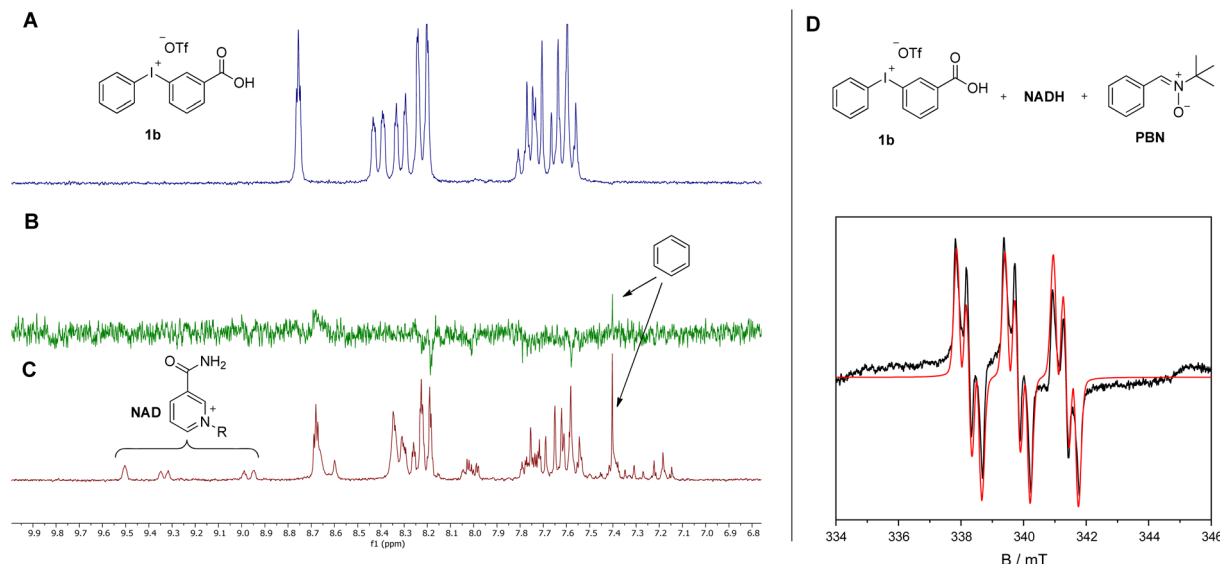 A
−
OTf
I
+
O
OH
1b
B
C
O
NH2
NAD
N
+
R
9.9 9.8 9.7 9.6 9.5 9.4 9.3 9.2 9.1 9.0 8.9 8.8 8.7 8.6 8.5 8.4 8.3 8.2 8.1 8.0 7.9 7.8 7.7 7.6 7.5 7.4 7.3 7.2 7.1 7.0 6.9 6.8
f1 (ppm)
D
−
OTf
I
+
O
OH
1b
+ NADH +
N
+
O
−
PBN
334 336 338 340 342 344 346
B / mT